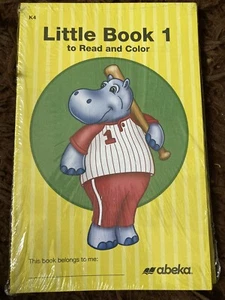 K4
Little Book 1
to Read and Color
1
This book belongs to me:
abeka